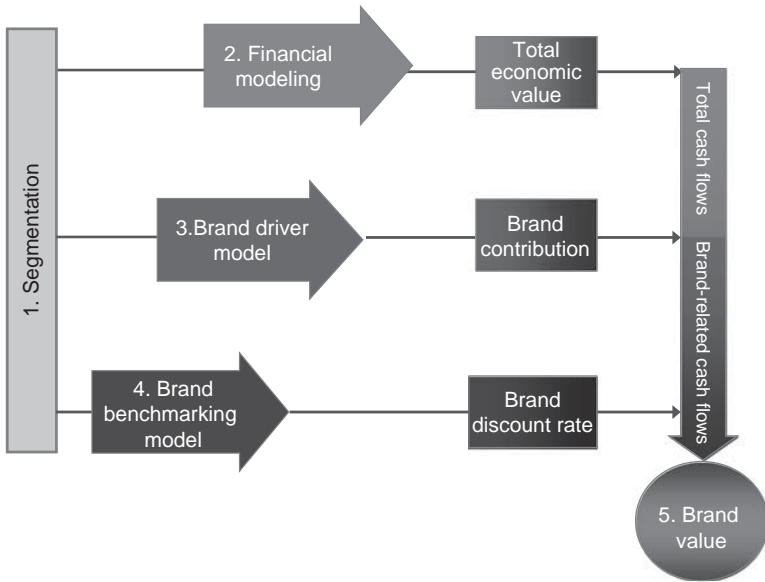 1. Segmentation
2. Financial
modeling
Total
economic
value
Total cash flows
3.Brand driver
model
Brand
contribution
Brand-related cash flows
4. Brand
benchmarking
model
Brand
discount rate
5. Brand
value